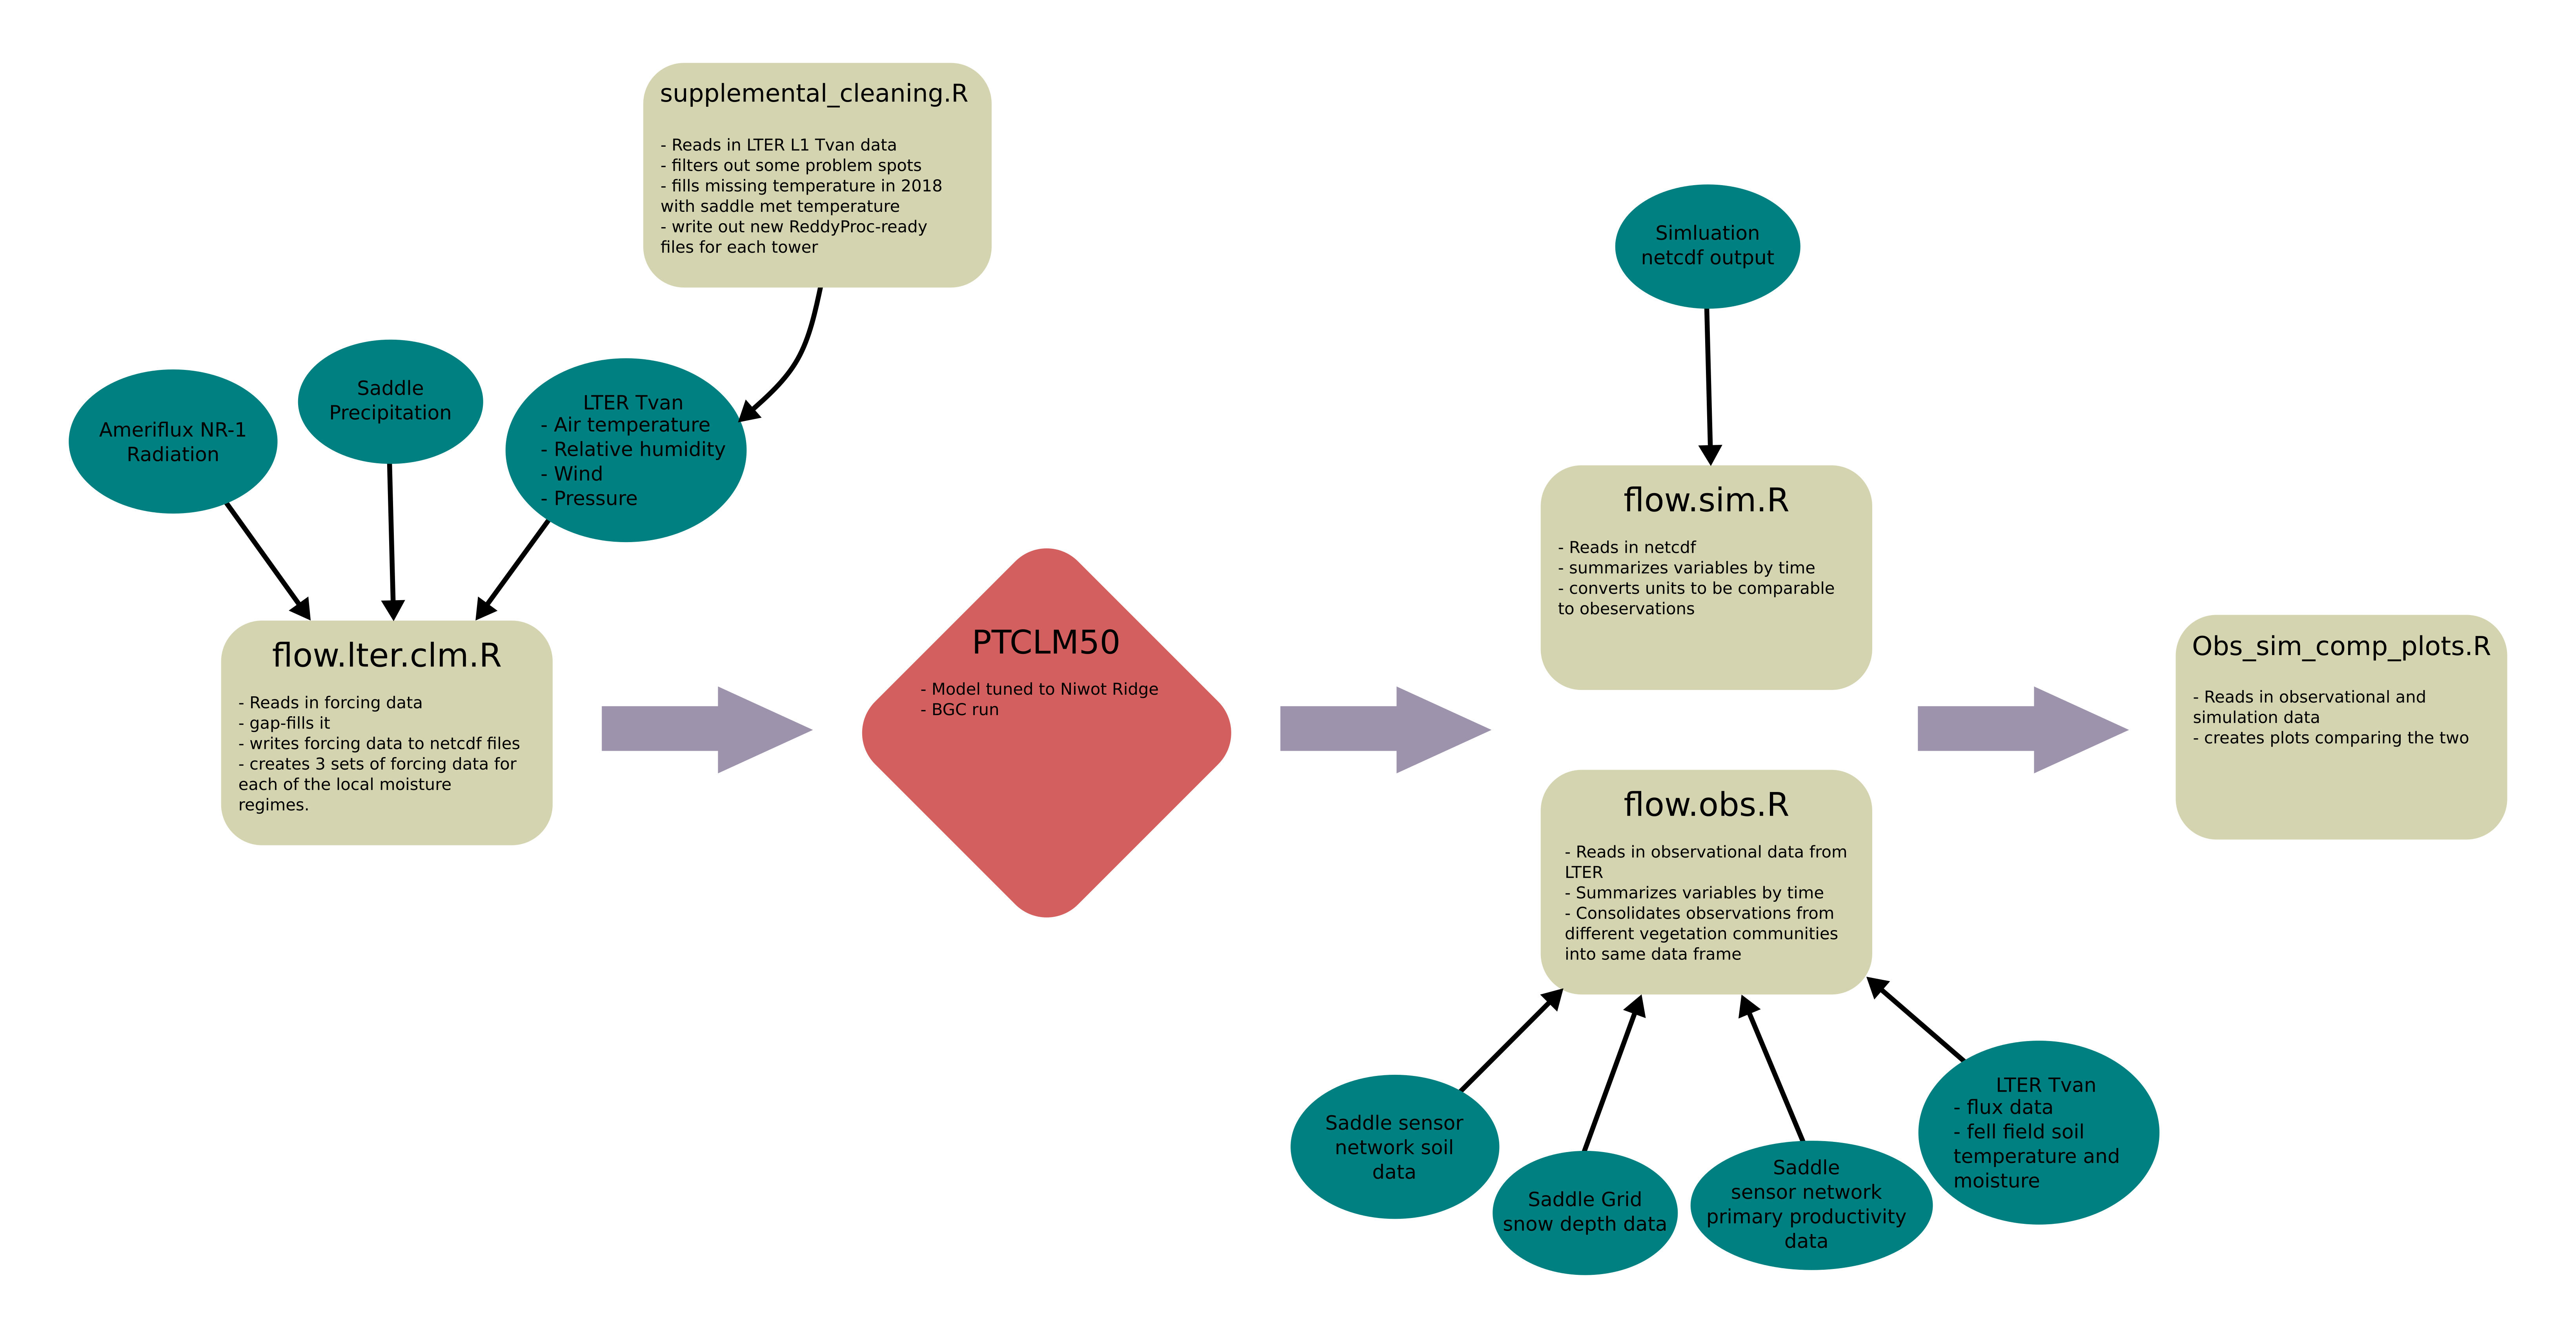 supplemental_cleaning.R
- Reads in LTER L1 Tvan data
- filters out some problem spots
- fills missing temperature in 2018
with saddle met temperature
- write out new ReddyProc-ready
files for each tower
Ameriflux NR-1
Radiation
Saddle
Precipitation
LTER Tvan
- Air temperature
- Relative humidity
- Wind
- Pressure
flow.lter.clm.R
- Reads in forcing data
- gap-fills it
- writes forcing data to netcdf files
- creates 3 sets of forcing data for
each of the local moisture
regimes.
PTCLM50
- Model tuned to Niwot Ridge
- BGC run
Simluation
netcdf output
flow.sim.R
- Reads in netcdf
- summarizes variables by time
- converts units to be comparable
to obeservations
flow.obs.R
- Reads in observational data from
LTER
- Summarizes variables by time
- Consolidates observations from
different vegetation communities
into same data frame
Saddle sensor
network soil
data
Saddle Grid
snow depth data
Saddle
sensor network
primary productivity
data
LTER Tvan
- flux data
- fell field soil
temperature and
moisture
Obs_sim_comp_plots.R
- Reads in observational and
simulation data
- creates plots comparing the two